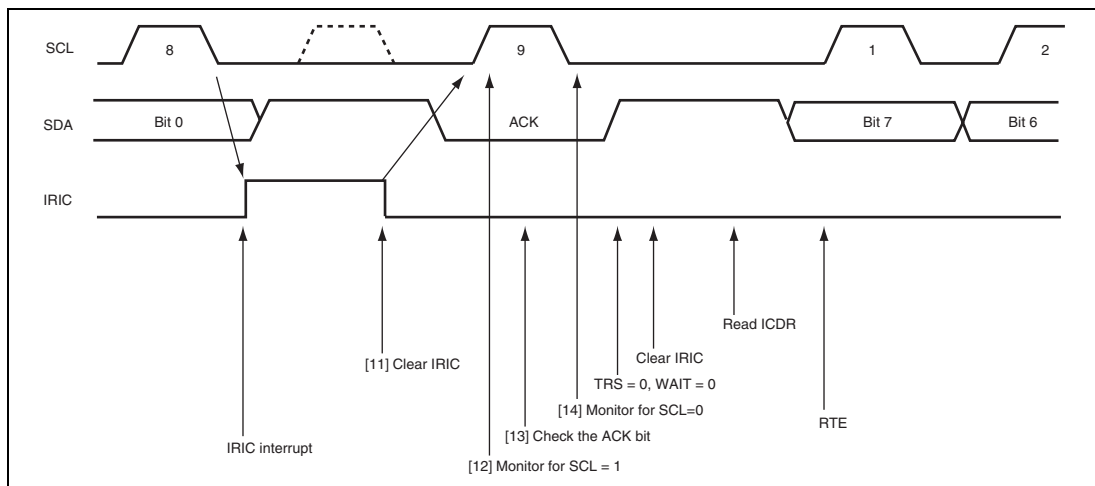 SCL
8
9
1
2
SDA
Bit 0
ACK
Bit 7
Bit 6
IRIC
Read ICDR
[11] Clear IRIC
Clear IRIC
TRS = 0, WAIT = 0
[14] Monitor for SCL=0
RTE
[13] Check the ACK bit
IRIC interrupt
[12] Monitor for SCL = 1